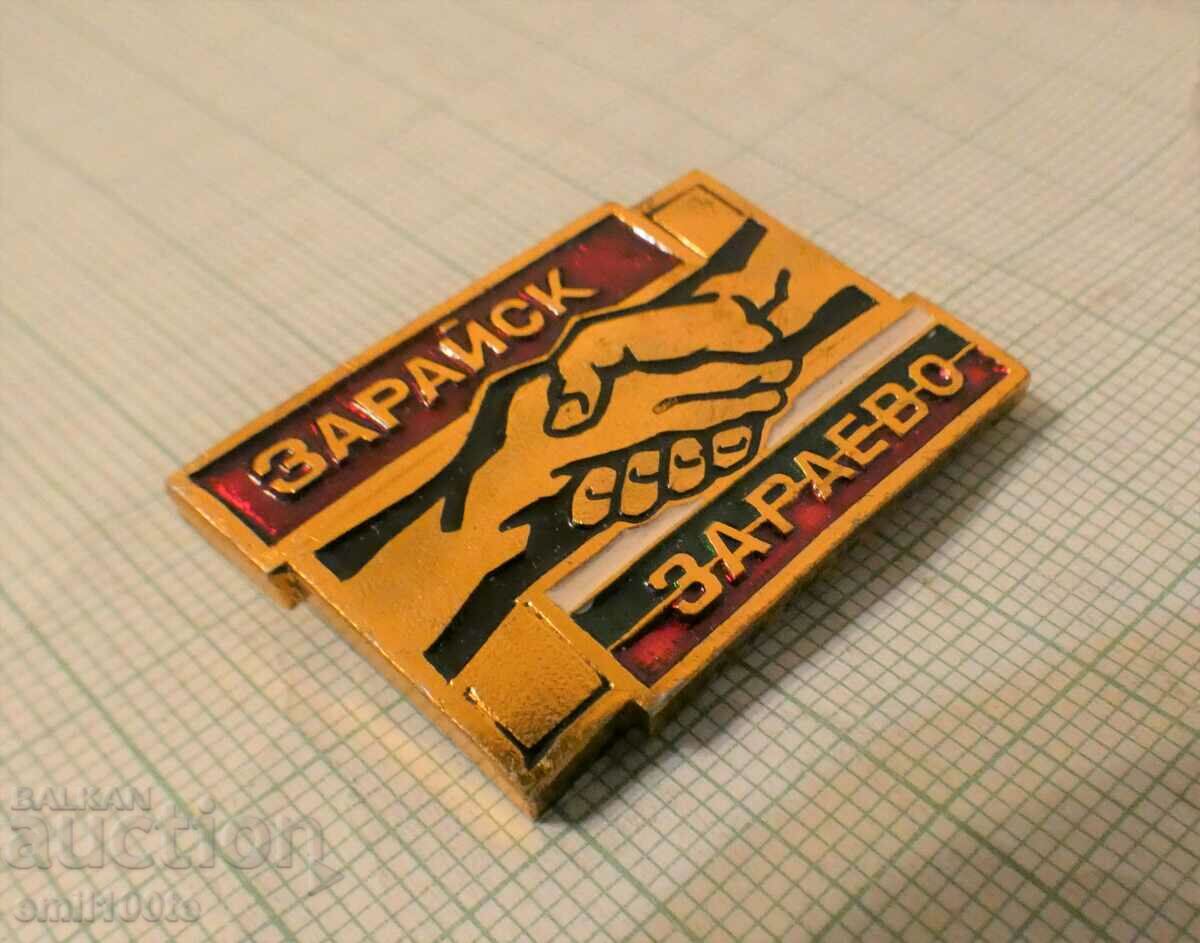 ЗАРАЙСК
ЗАРАЕВО
BALKAN
auction
emil100to